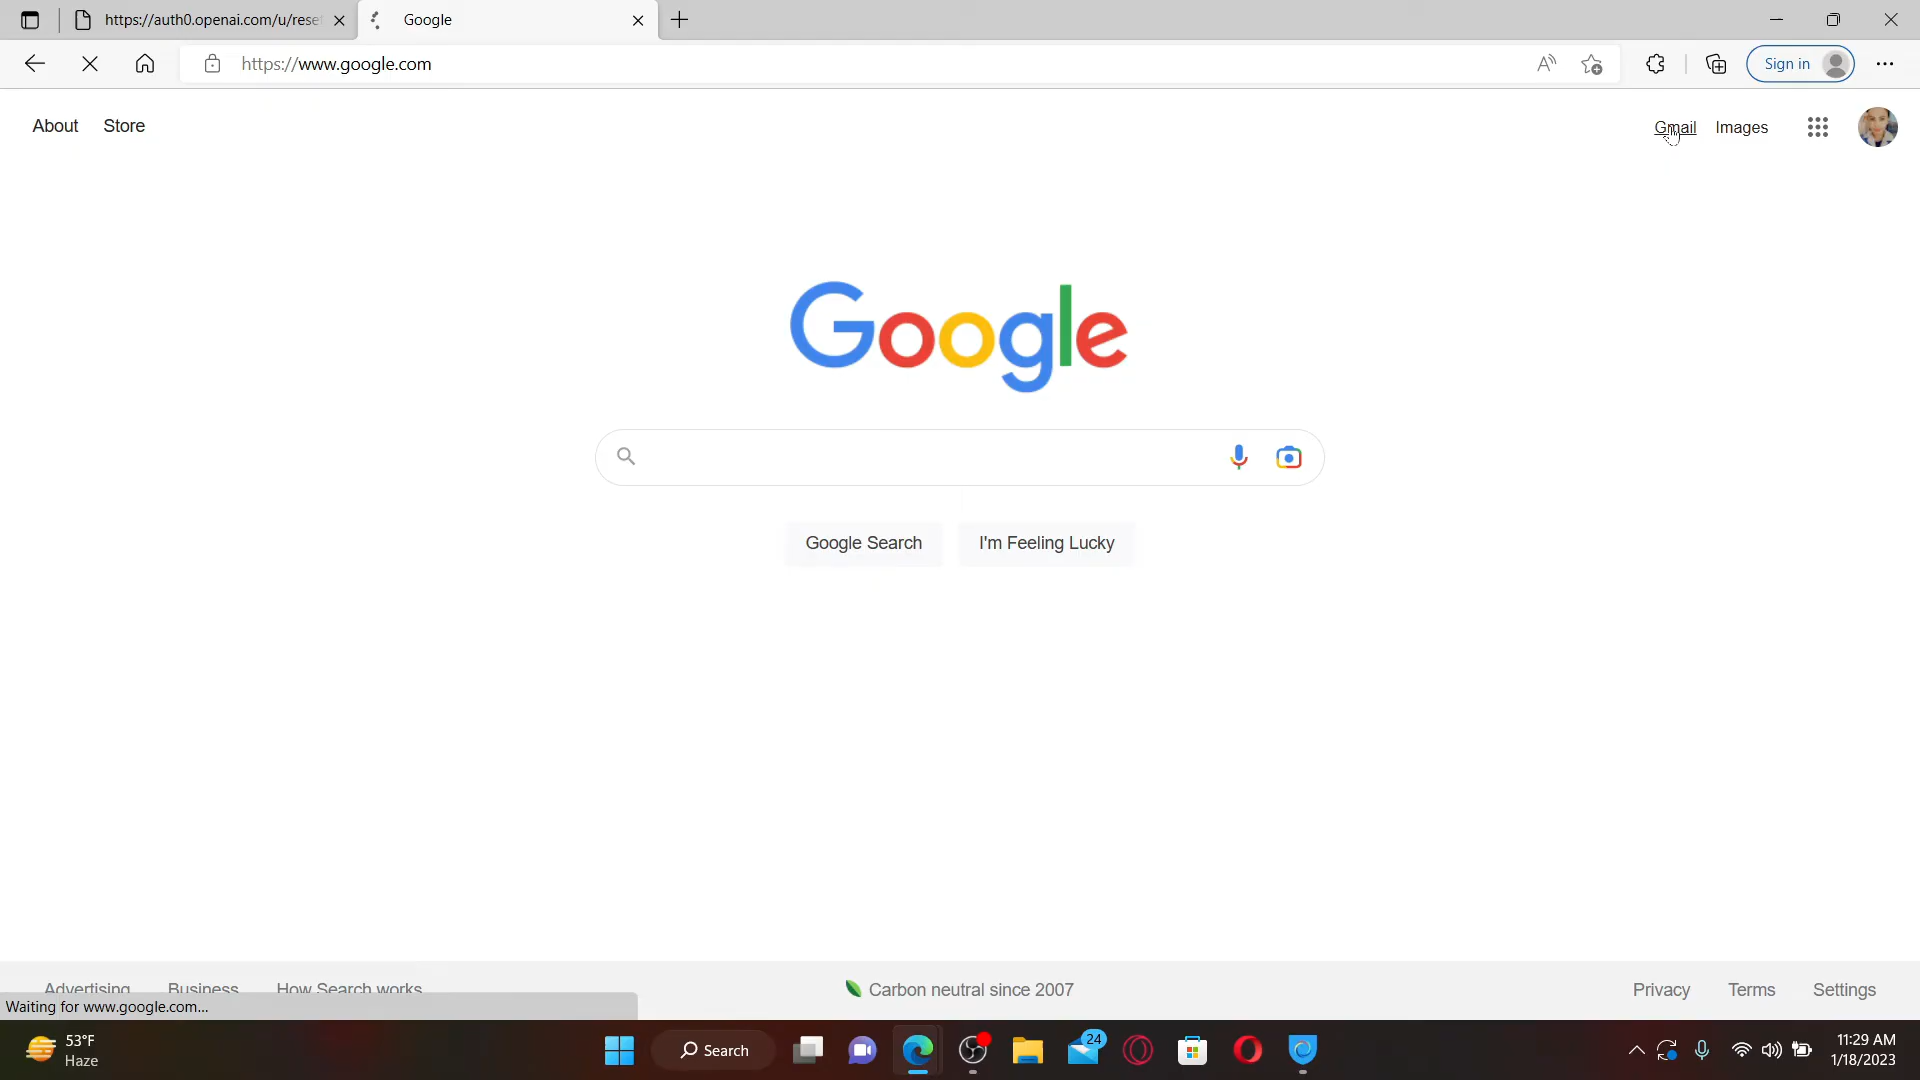 https://auth0.openai.com/u/rese
Google
https://www.google.com
Sign in
About Store
Gmail Images
Google
Google Search I'm Feeling Lucky
Advertising Business How Search works
Carbon neutral since 2007
Privacy Terms Settings
Waiting for www.google.com...
53°F
Haze
Search
24
11:29 AM
1/18/2023